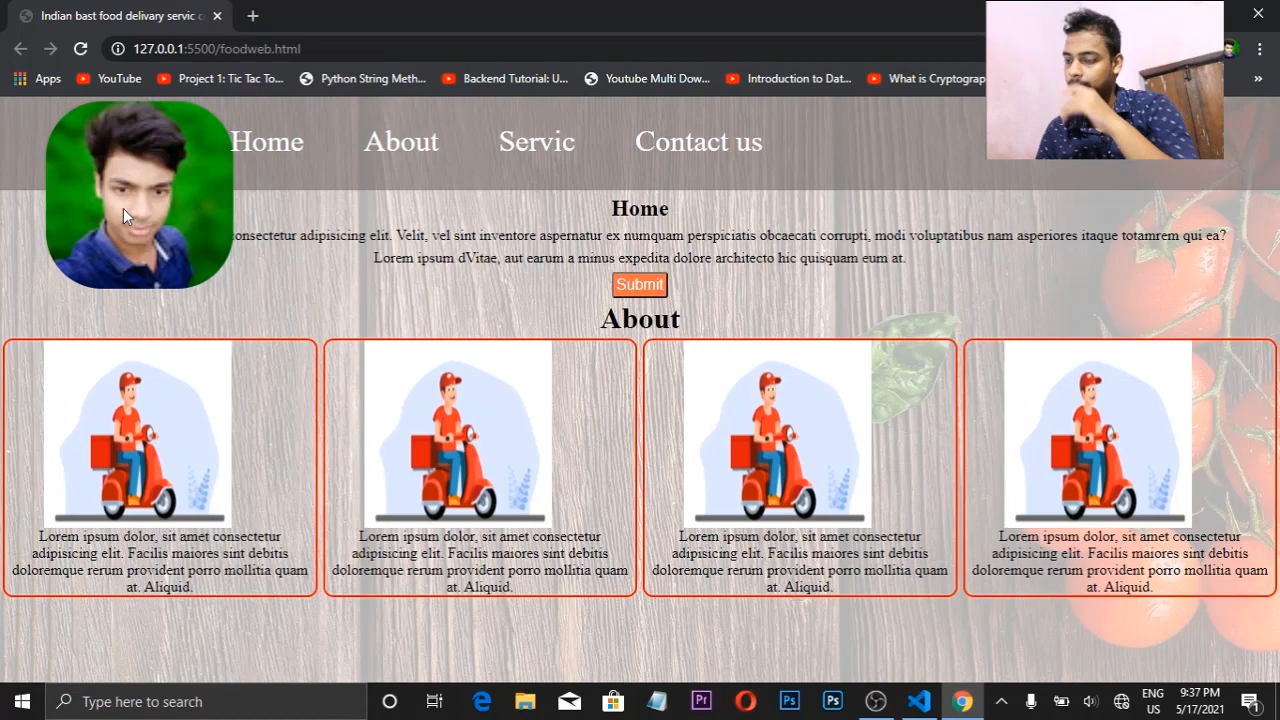 Indian bast food delivary servic c
127.0.0.1:5500/foodweb.html
Apps YouTube Project 1: Tic Tac To... Python String Meth... Backend Tutorial: U... Youtube Multi Dow... Introduction to Dat... What is Cryptograp »
Home About Servic Contact us
Home
onsectetur adipisicing elit. Velit, vel sint inventore aspernatur ex numquam perspiciatis obcaecati corrupti, modi voluptatibus nam asperiores itaque totamrem qui ea?
Lorem ipsum dVitae, aut earum a minus expedita dolore architecto hic quisquam eum at.
Submit
About
Lorem ipsum dolor, sit amet consectetur
adipisicing elit. Facilis maiores sint debitis
doloremque rerum provident porro mollitia quam
at. Aliquid.
Lorem ipsum dolor, sit amet consectetur
adipisicing elit. Facilis maiores sint debitis
doloremque rerum provident porro mollitia quam
at. Aliquid.
Lorem ipsum dolor, sit amet consectetur
adipisicing elit. Facilis maiores sint debitis
doloremque rerum provident porro mollitia quam
at. Aliquid.
Lorem ipsum dolor, sit amet consectetur
adipisicing elit. Facilis maiores sint debitis
doloremque rerum provident porro mollitia quam
at. Aliquid.
Type here to search
Pr Ps Ps
ENG
US
9:37 PM
5/17/2021
1